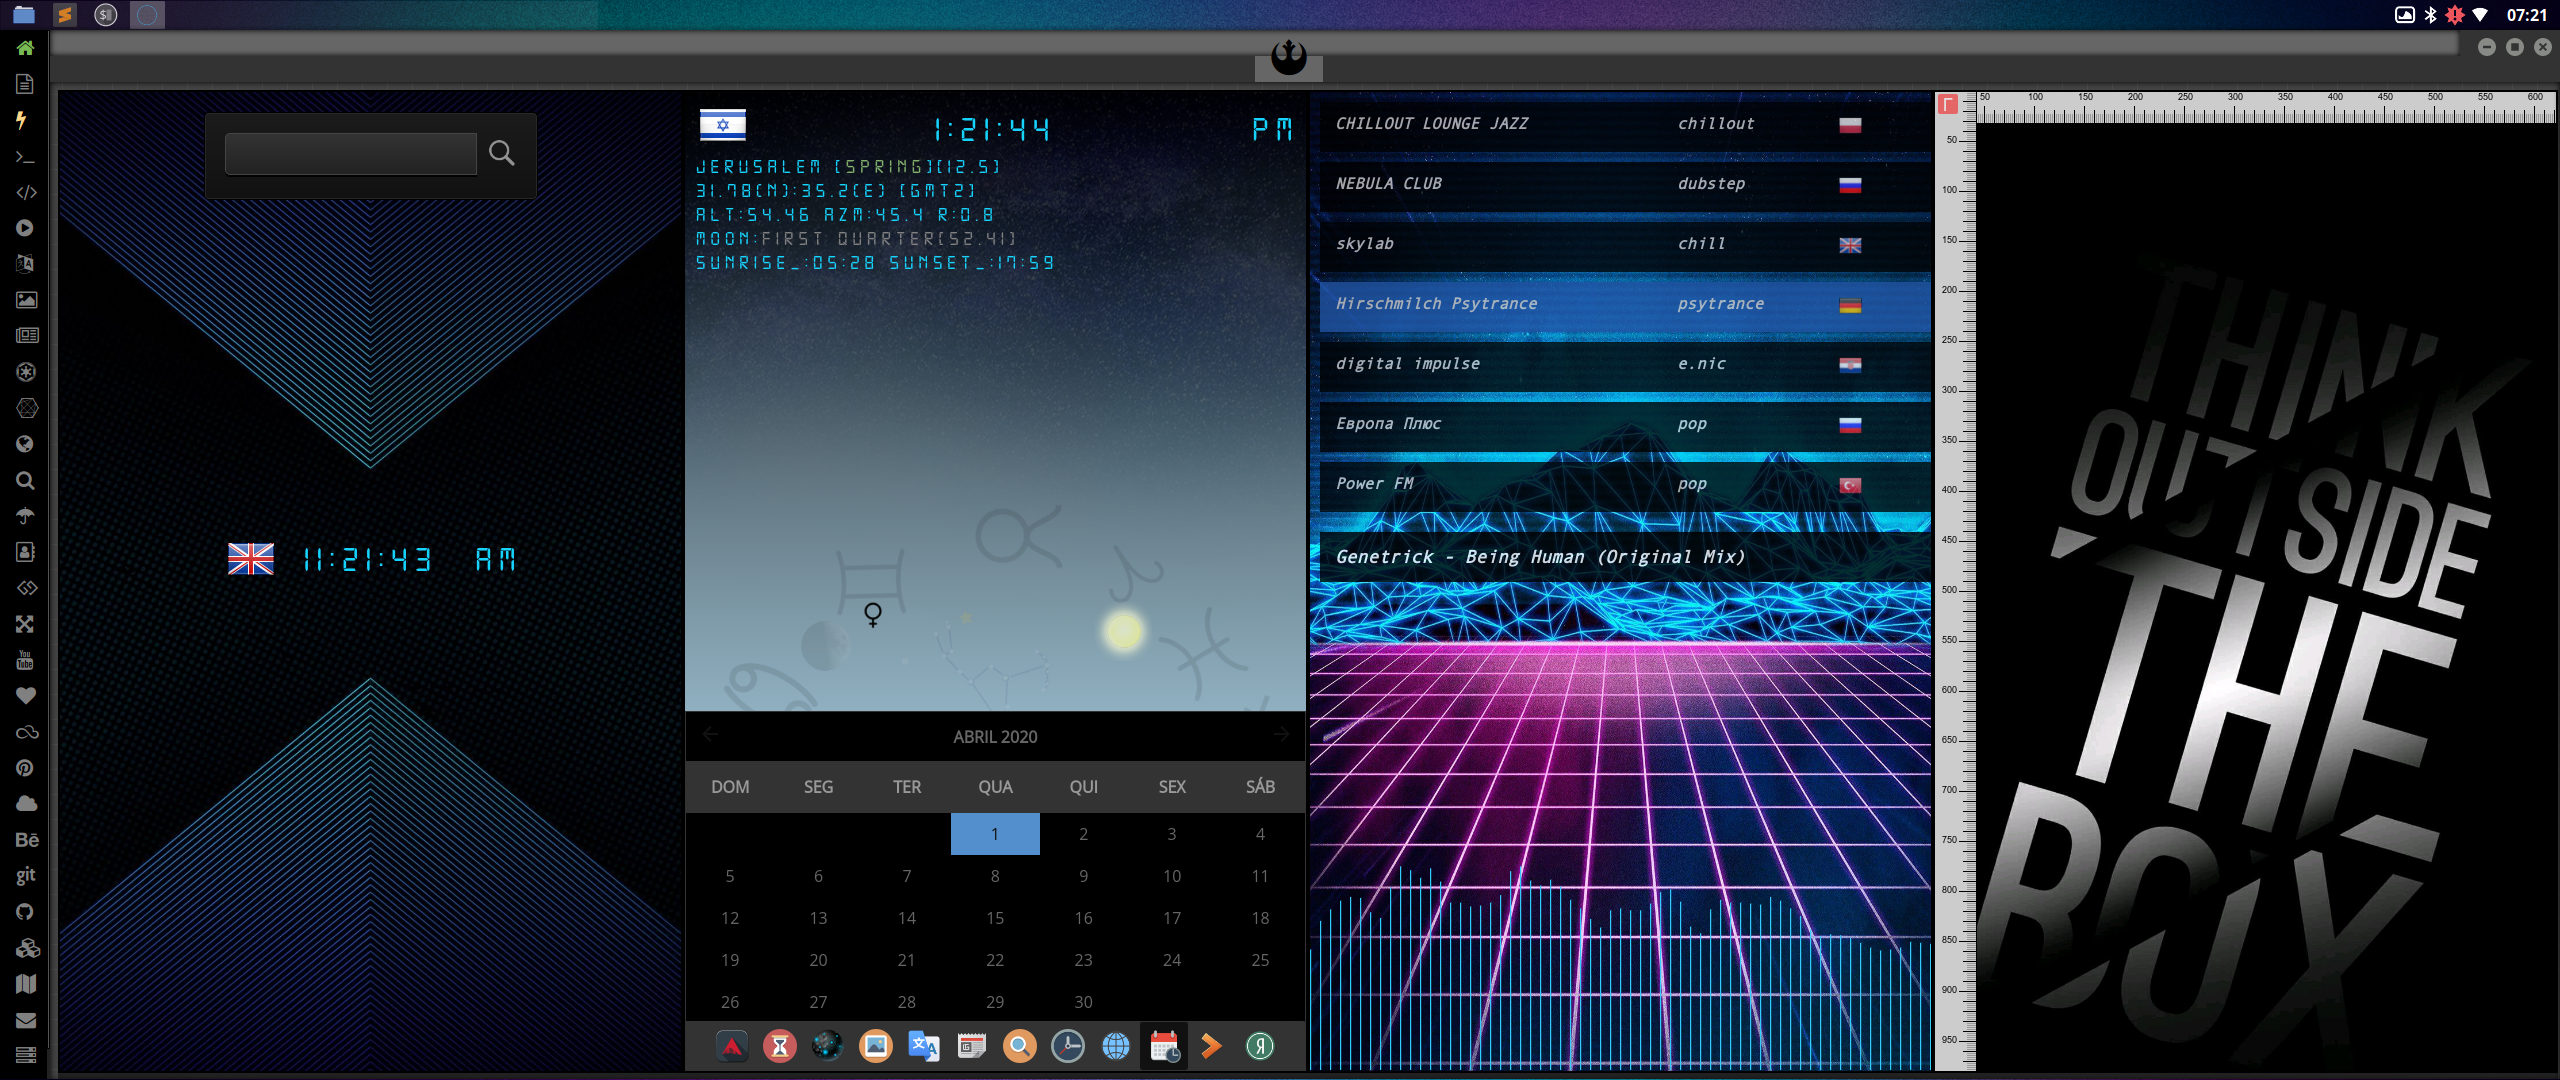 07:21
11:21:43 AM
1:21:44 PM
JERUSALEM [SPRING][12.5]
31.78(N):35.2(E) [GMT2]
ALT:54.46 AZM:45.4 R:0.8
MOON:FIRST QUARTER[52.41]
SUNRISE_:05:28 SUNSET_:17:59
ABRIL 2020
DOM SEG TER QUA QUI SEX SÁB
1 2 3 4
5 6 7 8 9 10 11
12 13 14 15 16 17 18
19 20 21 22 23 24 25
26 27 28 29 30
CHILLOUT LOUNGE JAZZ chillout
NEBULA CLUB dubstep
skylab chill
Hirschmilch Psytrance psytrance
digital impulse e.nic
Европа Плюс pop
Power FM pop
Genetrick - Being Human (Original Mix)
50 100 150 200 250 300 350 400 450 500 550 600
50
100
150
200
250
300
350
400
450
500
550
600
650
700
750
800
850
900
950
THINK
OUTSIDE
THE
BOX
You
Tube
Bē
git